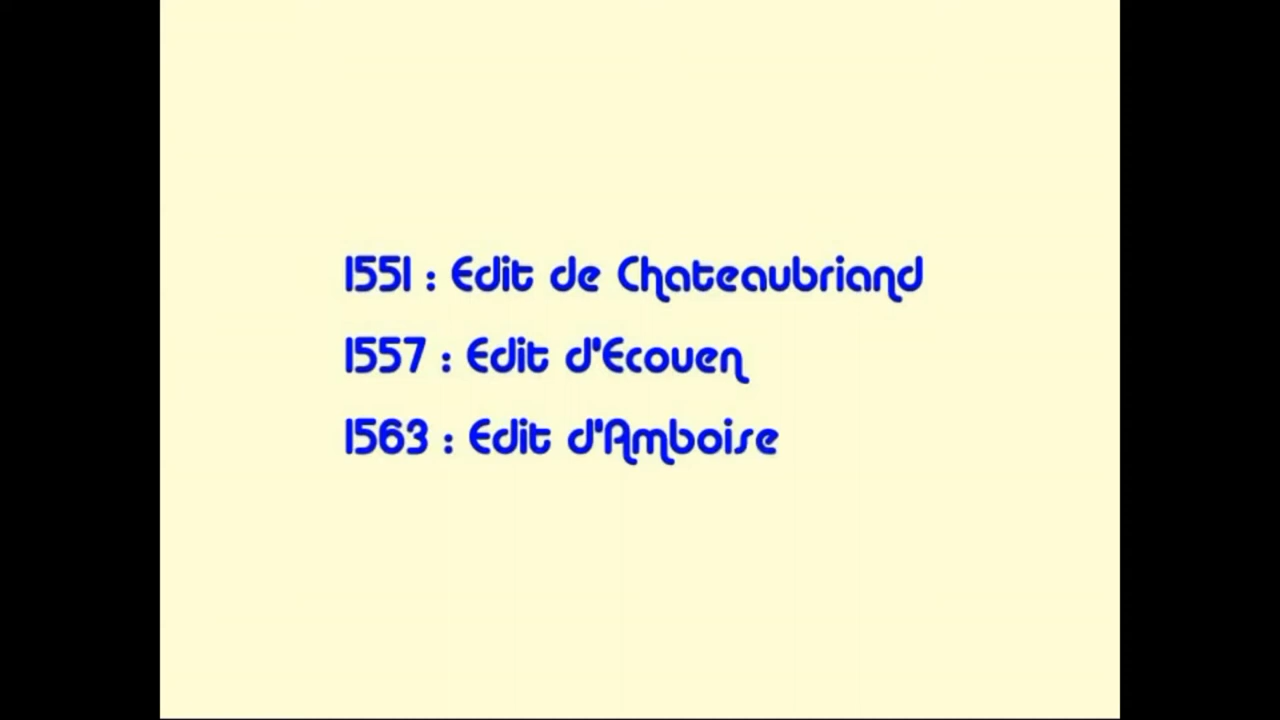 1551 : Edit de Chateaubriand
1557 : Edit d'Ecouen
1563 : Edit d'Amboise